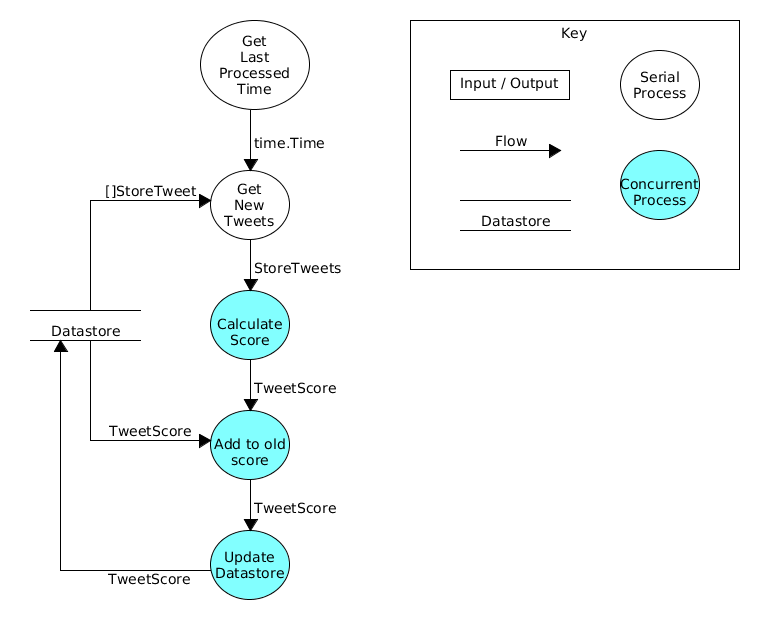 Get
Last
Processed
Time
time.Time
[]StoreTweet
Get
New
Tweets
StoreTweets
Datastore
Calculate
Score
TweetScore
TweetScore
Add to old
score
TweetScore
Update
Datastore
TweetScore
Key
Input / Output
Serial
Process
Flow
Concurrent
Process
Datastore